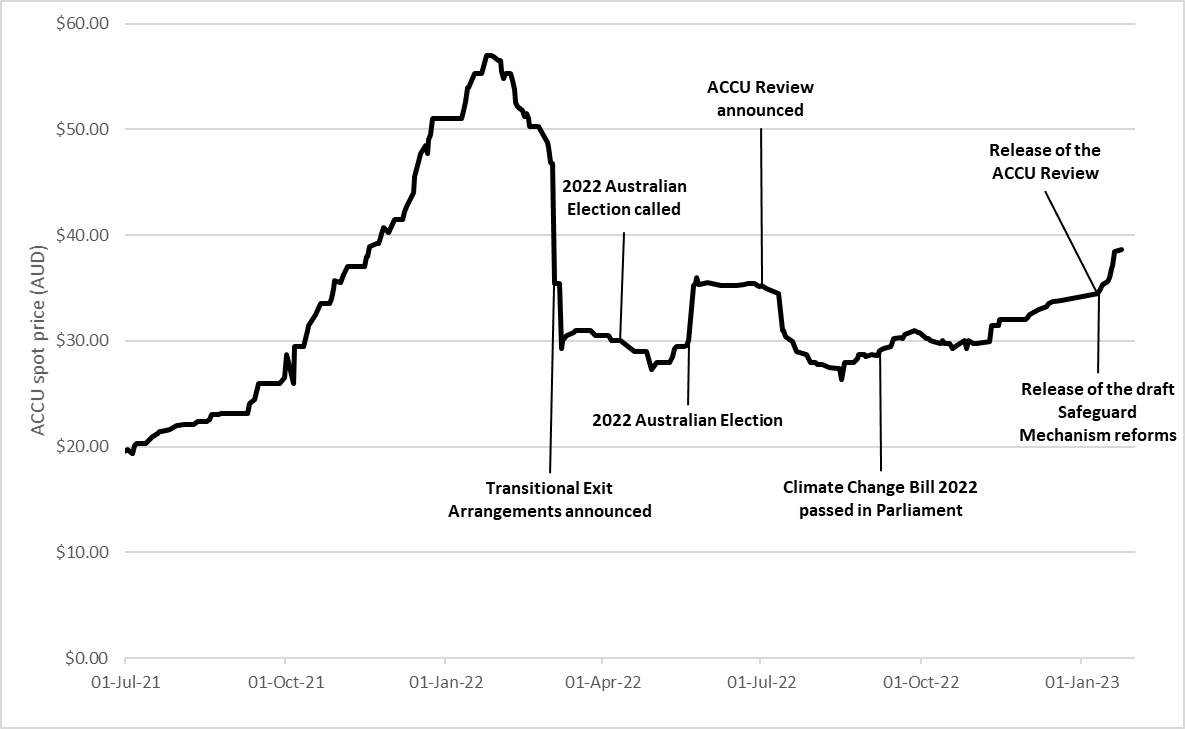 $60.00
$50.00
$40.00
$30.00
$20.00
$10.00
$0.00
ACCU spot price (AUD)
01-Jul-21
01-Oct-21
01-Jan-22
01-Apr-22
01-Jul-22
01-Oct-22
01-Jan-23
Transitional Exit
Arrangements announced
2022 Australian
Election called
2022 Australian Election
ACCU Review
announced
Climate Change Bill 2022
passed in Parliament
Release of the
ACCU Review
Release of the draft
Safeguard
Mechanism reforms